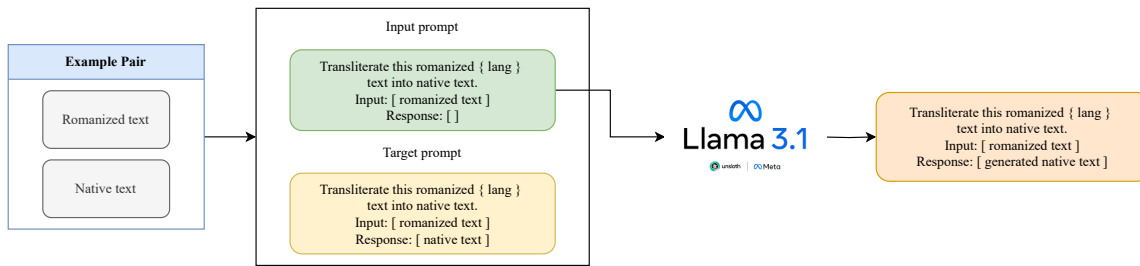 Example Pair
Romanized text
Native text
Input prompt
Transliterate this romanized { lang }
text into native text.
Input: [ romanized text ]
Response: [ ]
Target prompt
Transliterate this romanized { lang }
text into native text.
Input: [ romanized text ]
Response: [ native text ]
Llama 3.1
unsloth | Meta
Transliterate this romanized { lang }
text into native text.
Input: [ romanized text ]
Response: [ generated native text ]